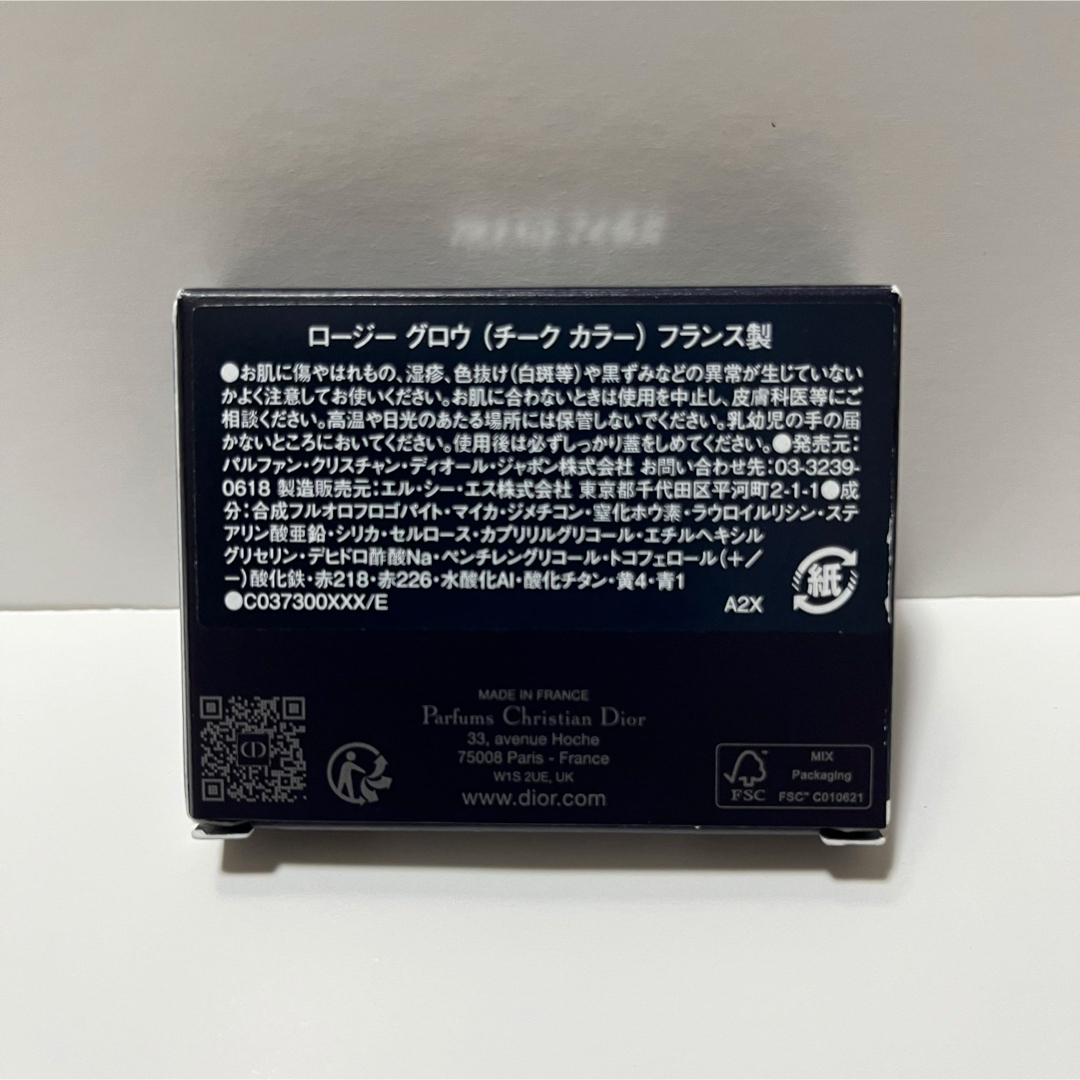 ロージー グロウ（チーク カラー）フランス製
●お肌に傷やはれもの、湿疹、色抜け(白斑等)や黒ずみなどの異常が生じていない
かよく注意してお使いください。お肌に合わないときは使用を中止し、皮膚科医等にご
相談ください。高温や日光のあたる場所には保管しないでください。乳幼児の手の届
かないところにおいてください。使用後は必ずしっかり蓋をしめてください。●発売元：
パルファン・クリスチャン・ディオール・ジャポン株式会社 お問い合わせ先：03-3239-
0618 製造販売元：エル・シー・エス株式会社 東京都千代田区平河町2-1-1●成
分：合成フルオロフロゴパイト・マイカ・ジメチコン・窒化ホウ素・ラウロイルリシン・ステ
アリン酸亜鉛・シリカ・セルロース・カプリリルグリコール・エチルヘキシル
グリセリン・デヒドロ酢酸Na・ペンチレングリコール・トコフェロール（＋／
－）酸化鉄・赤218・赤226・水酸化Al・酸化チタン・黄4・青1
●C037300XXX/E A2X
紙
MADE IN FRANCE
Parfums Christian Dior
33, avenue Hoche
75008 Paris - France
W1S 2UE, UK
www.dior.com
CD
FSC
MIX
Packaging
FSC™ C010621